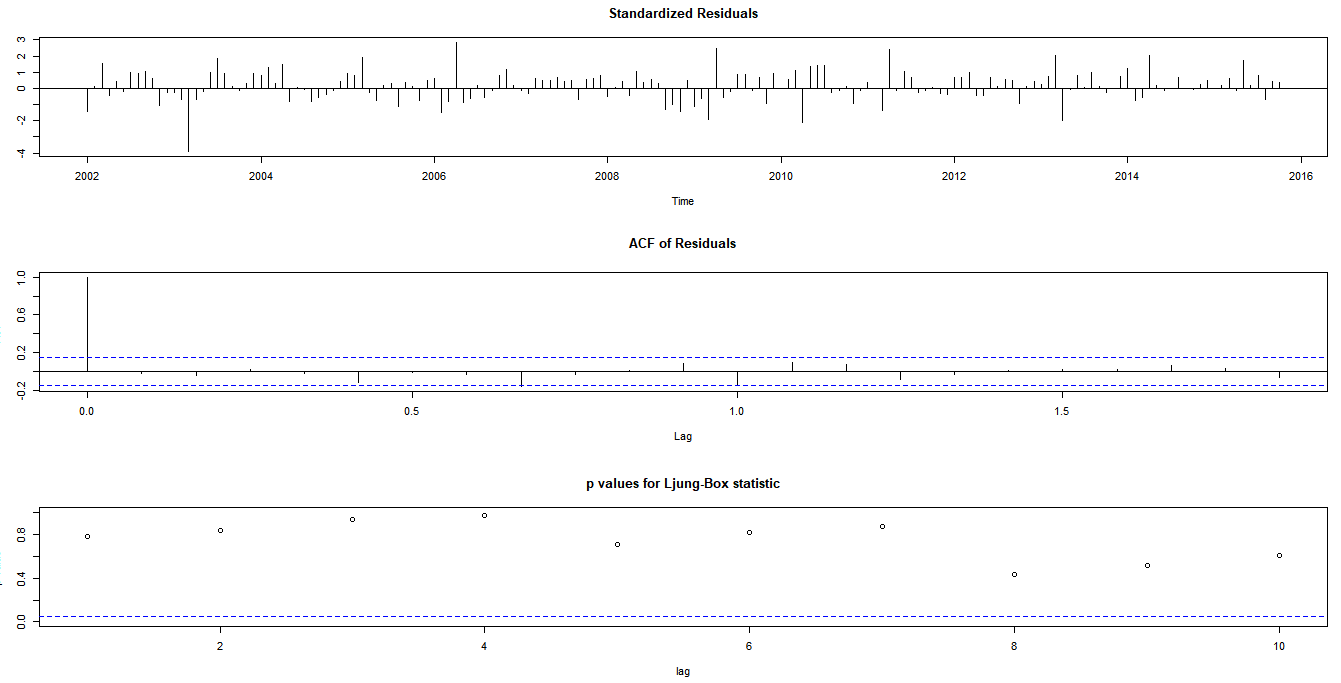 Standardized Residuals
3
2
1
0
-2
-4
2002 2004 2006 2008 2010 2012 2014 2016
Time
ACF of Residuals
1.0
0.6
0.2
-0.2
0.0 0.5 1.0 1.5
Lag
p values for Ljung-Box statistic
0.8
0.4
0.0
2 4 6 8 10
lag